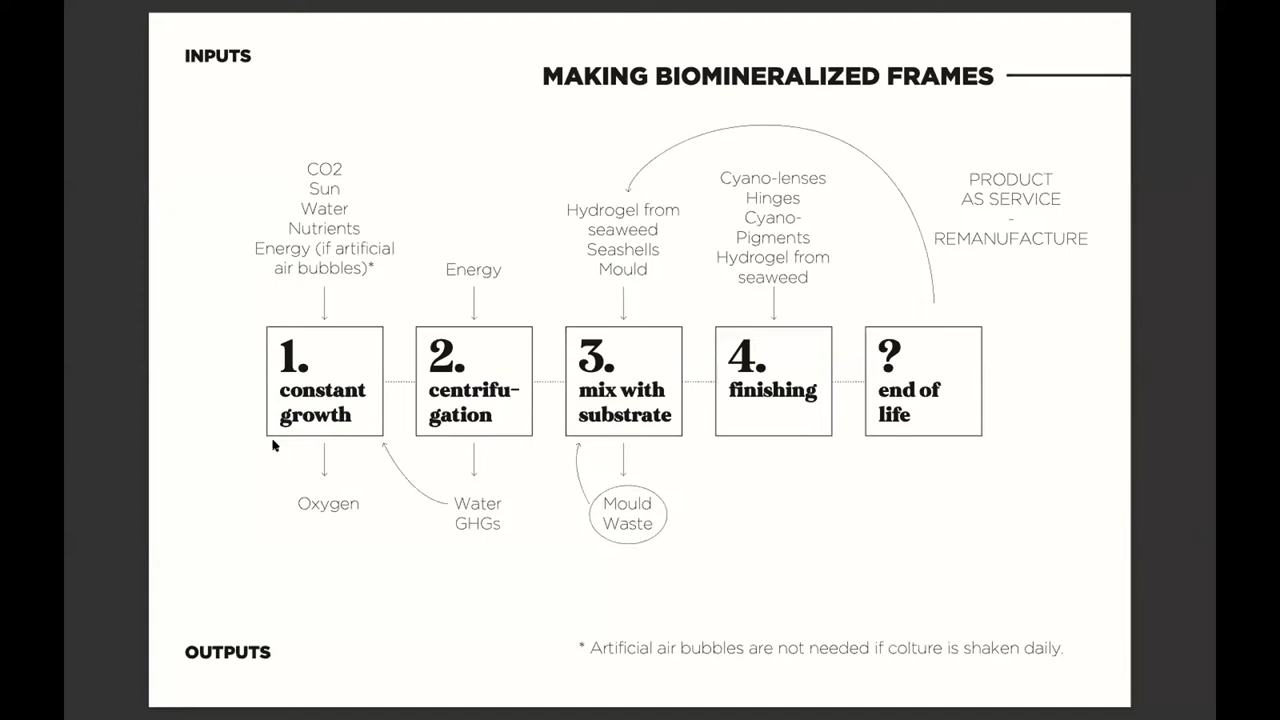 INPUTS
MAKING BIOMINERALIZED FRAMES
CO2
Sun
Water
Nutrients
Energy (if artificial
air bubbles)*
Energy
Hydrogel from
seaweed
Seashells
Mould
Cyano-lenses
Hinges
Cyano-
Pigments
Hydrogel from
seaweed
PRODUCT
AS SERVICE
-
REMANUFACTURE
1.
constant
growth
2.
centrifu-
gation
3.
mix with
substrate
4.
finishing
?
end of
life
Oxygen
Water
GHGs
Mould
Waste
OUTPUTS
* Artificial air bubbles are not needed if colture is shaken daily.